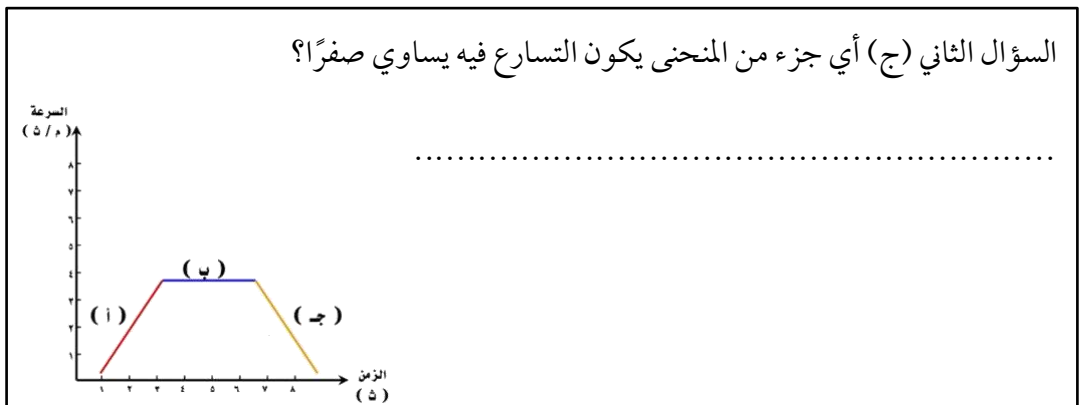 السؤال الثاني (ج) أي جزء من المنحنى يكون التسارع فيه يساوي صفرًا؟
............................................................
السرعة
( م / ث )
٨
٧
٦
٥
٤
٣
٢
١
( أ )
( ب )
( جـ )
١ ٢ ٣ ٤ ٥ ٦ ٧ ٨
الزمن
( ث )